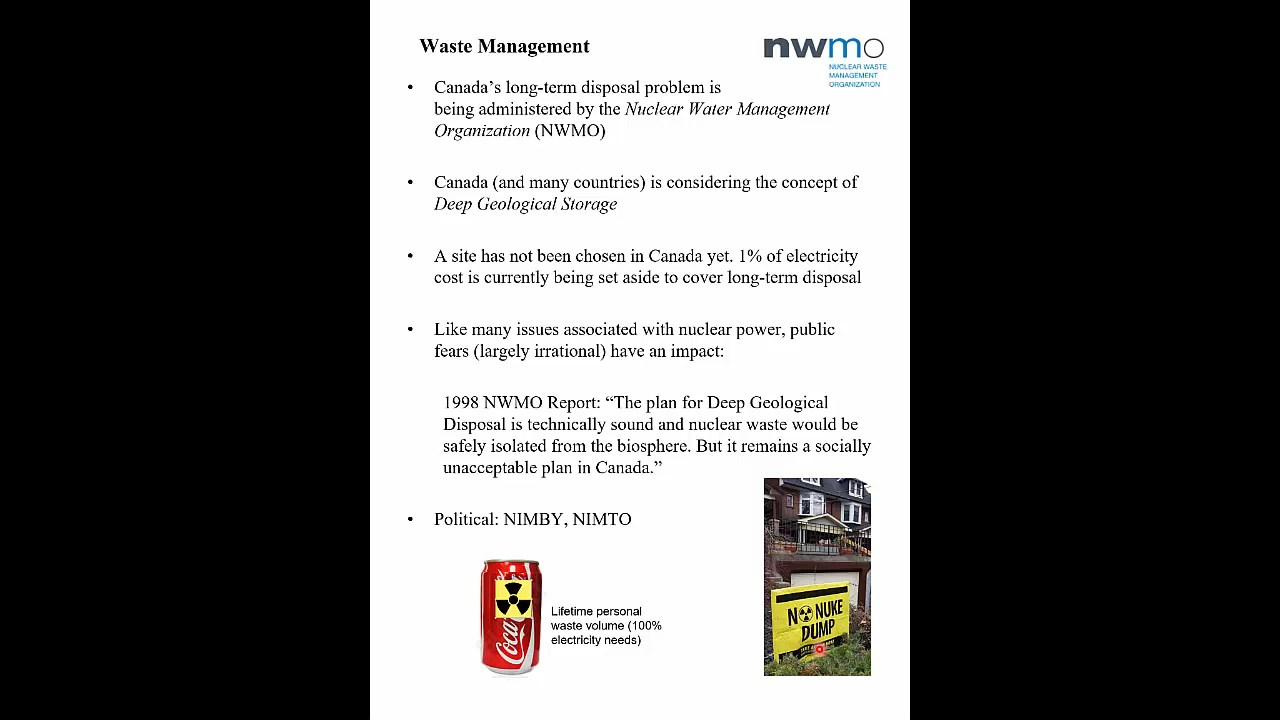 Waste Management
nwmo
NUCLEAR WASTE
MANAGEMENT
ORGANIZATION
• Canada’s long-term disposal problem is
being administered by the Nuclear Water Management
Organization (NWMO)
• Canada (and many countries) is considering the concept of
Deep Geological Storage
• A site has not been chosen in Canada yet. 1% of electricity
cost is currently being set aside to cover long-term disposal
• Like many issues associated with nuclear power, public
fears (largely irrational) have an impact:
1998 NWMO Report: “The plan for Deep Geological
Disposal is technically sound and nuclear waste would be
safely isolated from the biosphere. But it remains a socially
unacceptable plan in Canada.”
• Political: NIMBY, NIMTO
Coca
Lifetime personal
waste volume (100%
electricity needs)
NO NUKE
DUMP